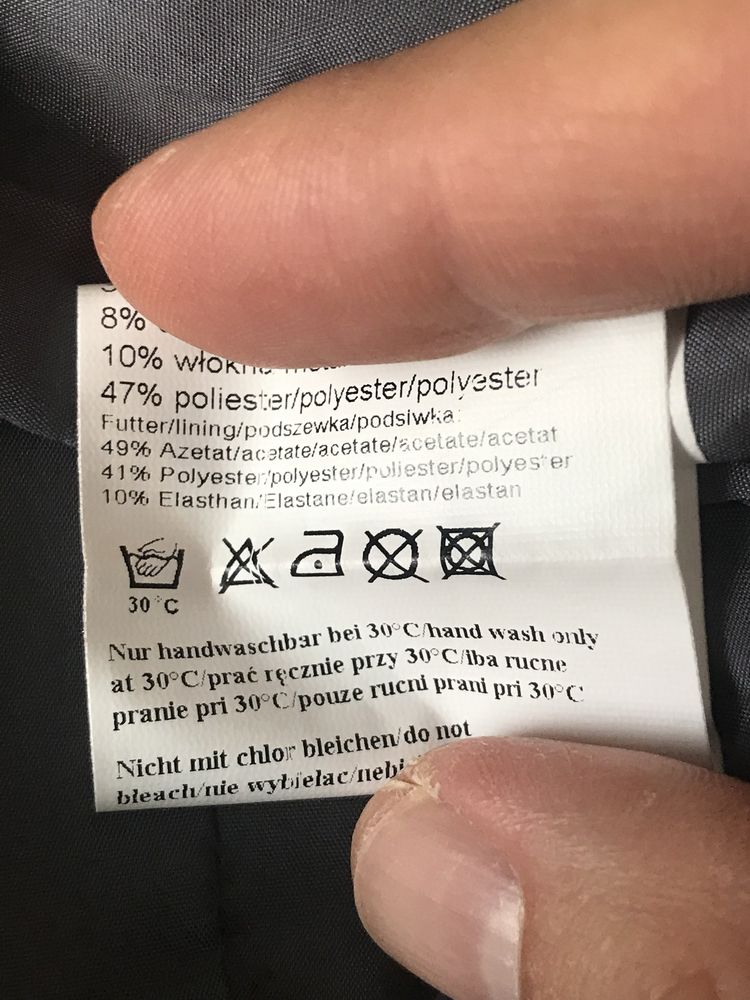 8%
10% włókna
47% poliester/polyester/polyester
Futter/lining/podszewka/podsiwka:
49% Azetat/acetate/acetate/acetate/acetat
41% Polyester/polyester/poliester/polyester
10% Elasthan/Elastane/elastan/elastan
30°C
Nur handwaschbar bei 30°C/hand wash only
at 30°C/prać ręcznie przy 30°C/iba rucne
pranie pri 30°C/pouze rucni prani pri 30°C
Nicht mit chlor bleichen/do not
bleach/nie wybielac/nebi